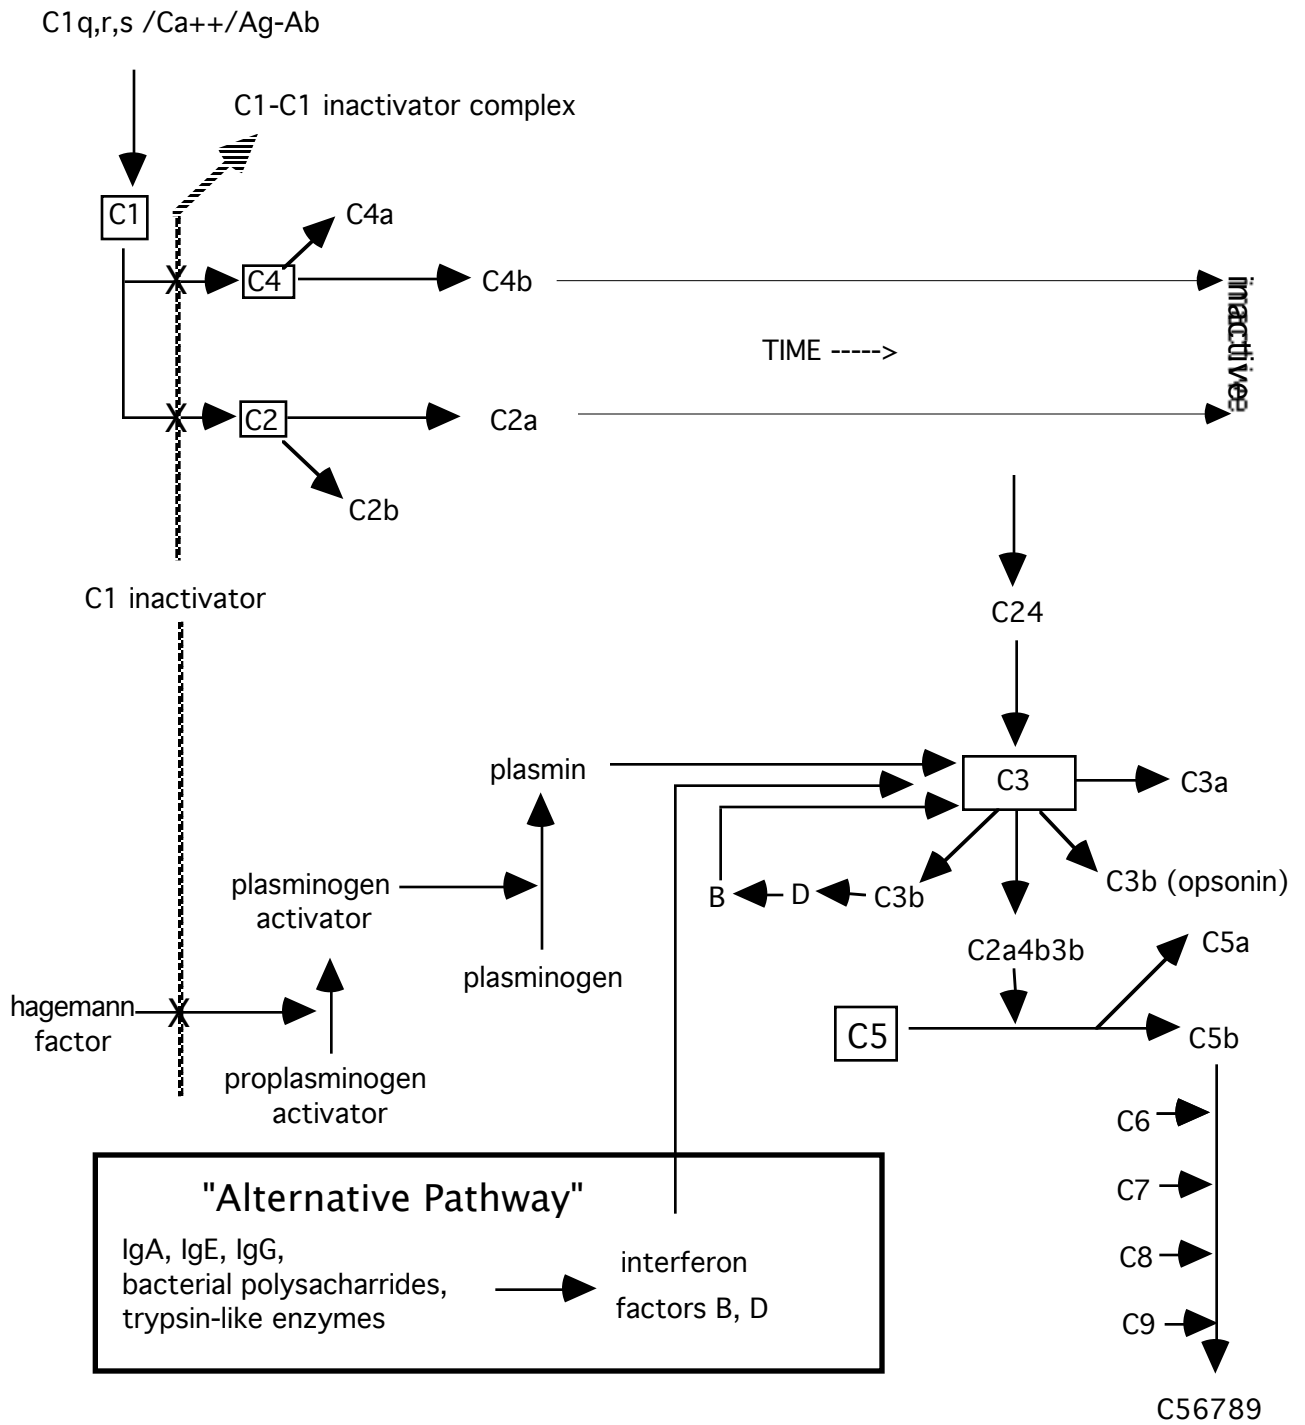 C1q,r,s /Ca++/Ag-Ab
C1-C1 inactivator complex
C1
C4a
C4
C4b
inactive
TIME ----->
C2
C2a
C2b
C1 inactivator
C24
plasmin
C3
C3a
plasminogen
activator
B
D
C3b
C3b (opsonin)
plasminogen
C2a4b3b
C5a
hagemann
factor
C5
C5b
proplasminogen
activator
C6
C7
C8
C9
"Alternative Pathway"
IgA, IgE, IgG,
bacterial polysacharrides,
trypsin-like enzymes
interferon
factors B, D
C56789
X
X
X